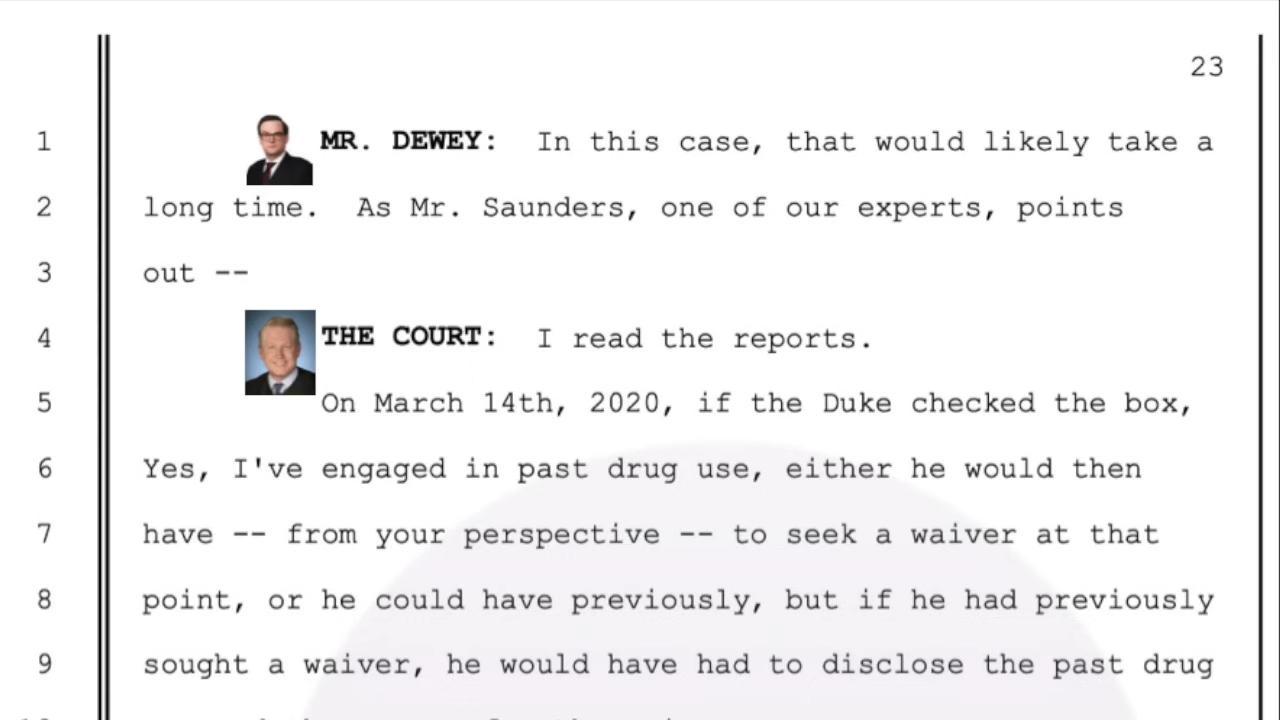 23
1 MR. DEWEY: In this case, that would likely take a
2 long time. As Mr. Saunders, one of our experts, points
3 out --
4 THE COURT: I read the reports.
5 On March 14th, 2020, if the Duke checked the box,
6 Yes, I've engaged in past drug use, either he would then
7 have -- from your perspective -- to seek a waiver at that
8 point, or he could have previously, but if he had previously
9 sought a waiver, he would have had to disclose the past drug